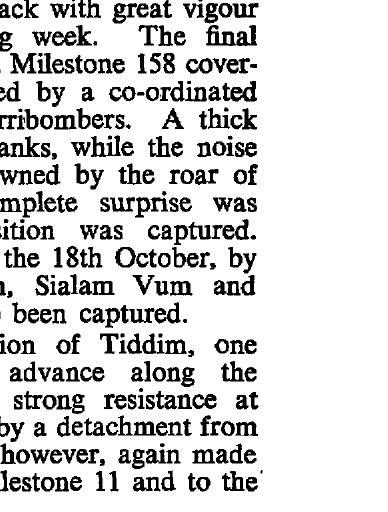 ack with great vigour
g week. The final
Milestone 158 cover-
ed by a co-ordinated
rribombers. A thick
anks, while the noise
wned by the roar of
mplete surprise was
ition was captured.
the 18th October, by
, Sialam Vum and
been captured.
ion of Tiddim, one
advance along the
strong resistance at
by a detachment from
however, again made
lestone 11 and to the